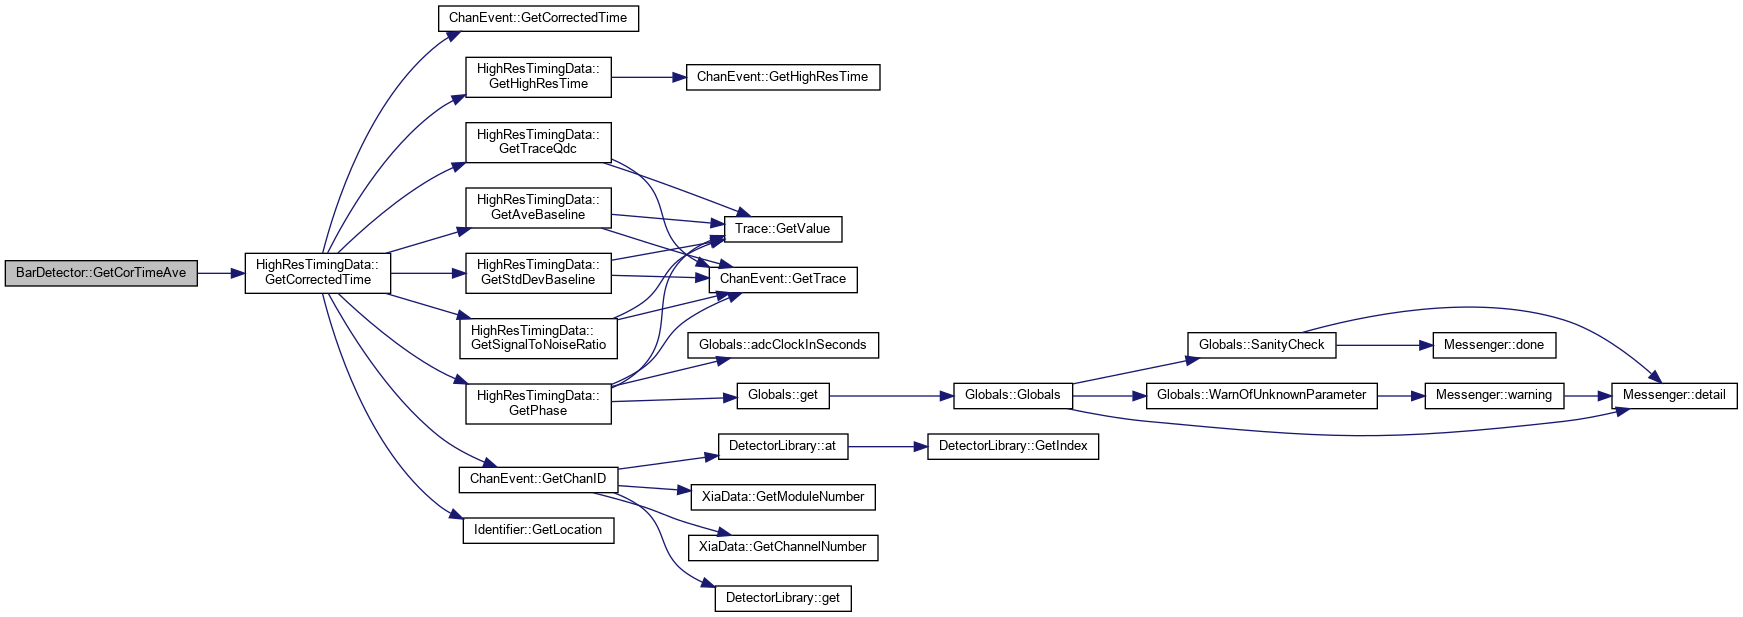 BarDetector::GetCorTimeAve
HighResTimingData::
GetCorrectedTime
ChanEvent::GetCorrectedTime
HighResTimingData::
GetHighResTime
HighResTimingData::
GetTraceQdc
HighResTimingData::
GetAveBaseline
HighResTimingData::
GetStdDevBaseline
HighResTimingData::
GetSignalToNoiseRatio
HighResTimingData::
GetPhase
ChanEvent::GetChanID
Identifier::GetLocation
ChanEvent::GetHighResTime
Trace::GetValue
ChanEvent::GetTrace
Globals::adcClockInSeconds
Globals::get
DetectorLibrary::at
XiaData::GetModuleNumber
XiaData::GetChannelNumber
DetectorLibrary::get
Globals::Globals
DetectorLibrary::GetIndex
Globals::SanityCheck
Globals::WarnOfUnknownParameter
Messenger::done
Messenger::warning
Messenger::detail